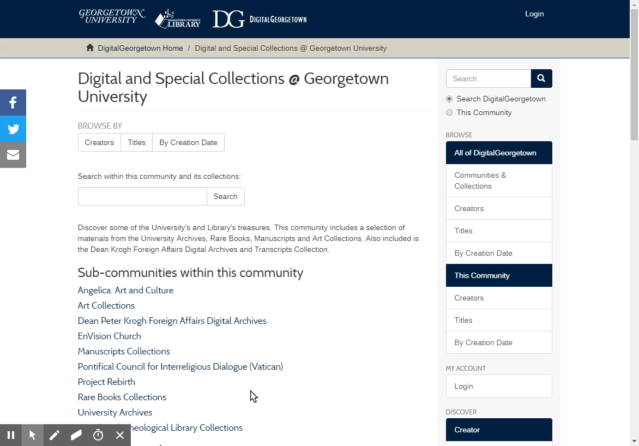 GEORGETOWN UNIVERSITY
LIBRARY
DG DIGITALGEORGETOWN
Login
DigitalGeorgetown Home / Digital and Special Collections @ Georgetown University
Digital and Special Collections @ Georgetown
University
BROWSE BY
Creators Titles By Creation Date
Search within this community and its collections:
Search
Discover some of the University's and Library's treasures. This community includes a selection of
materials from the University Archives, Rare Books, Manuscripts and Art Collections. Also included is
the Dean Krogh Foreign Affairs Digital Archives and Transcripts Collection.
Sub-communities within this community
Angelica: Art and Culture
Art Collections
Dean Peter Krogh Foreign Affairs Digital Archives
EnVision Church
Manuscripts Collections
Pontifical Council for Interreligious Dialogue (Vatican)
Project Rebirth
Rare Books Collections
University Archives
Library Collections
Search
Search DigitalGeorgetown
This Community
BROWSE
All of DigitalGeorgetown
Communities &
Collections
Creators
Titles
By Creation Date
This Community
Creators
Titles
By Creation Date
MY ACCOUNT
Login
DISCOVER
Creator